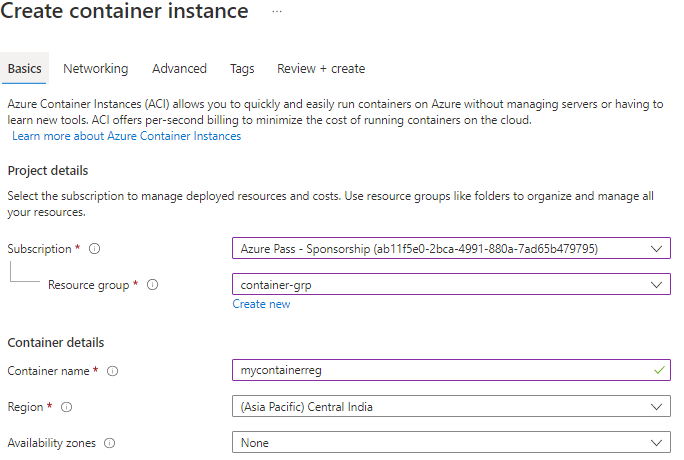 Create container instance ...
Basics Networking Advanced Tags Review + create
Azure Container Instances (ACI) allows you to quickly and easily run containers on Azure without managing servers or having to
learn new tools. ACI offers per-second billing to minimize the cost of running containers on the cloud.
Learn more about Azure Container Instances
Project details
Select the subscription to manage deployed resources and costs. Use resource groups like folders to organize and manage all
your resources.
Subscription * Azure Pass - Sponsorship (ab11f5e0-2bca-4991-880a-7ad65b479795)
Resource group * container-grp
Create new
Container details
Container name * mycontainerreg
Region * (Asia Pacific) Central India
Availability zones None